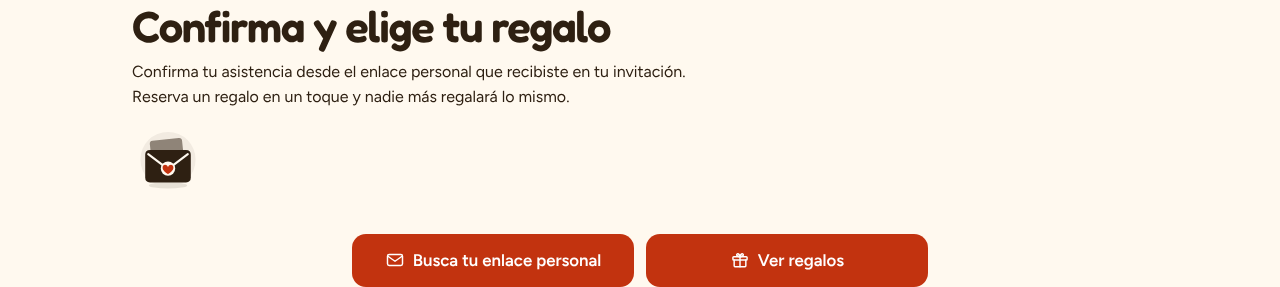 Confirma y elige tu regalo
Confirma tu asistencia desde el enlace personal que recibiste en tu invitación.
Reserva un regalo en un toque y nadie más regalará lo mismo.
Busca tu enlace personal
Ver regalos